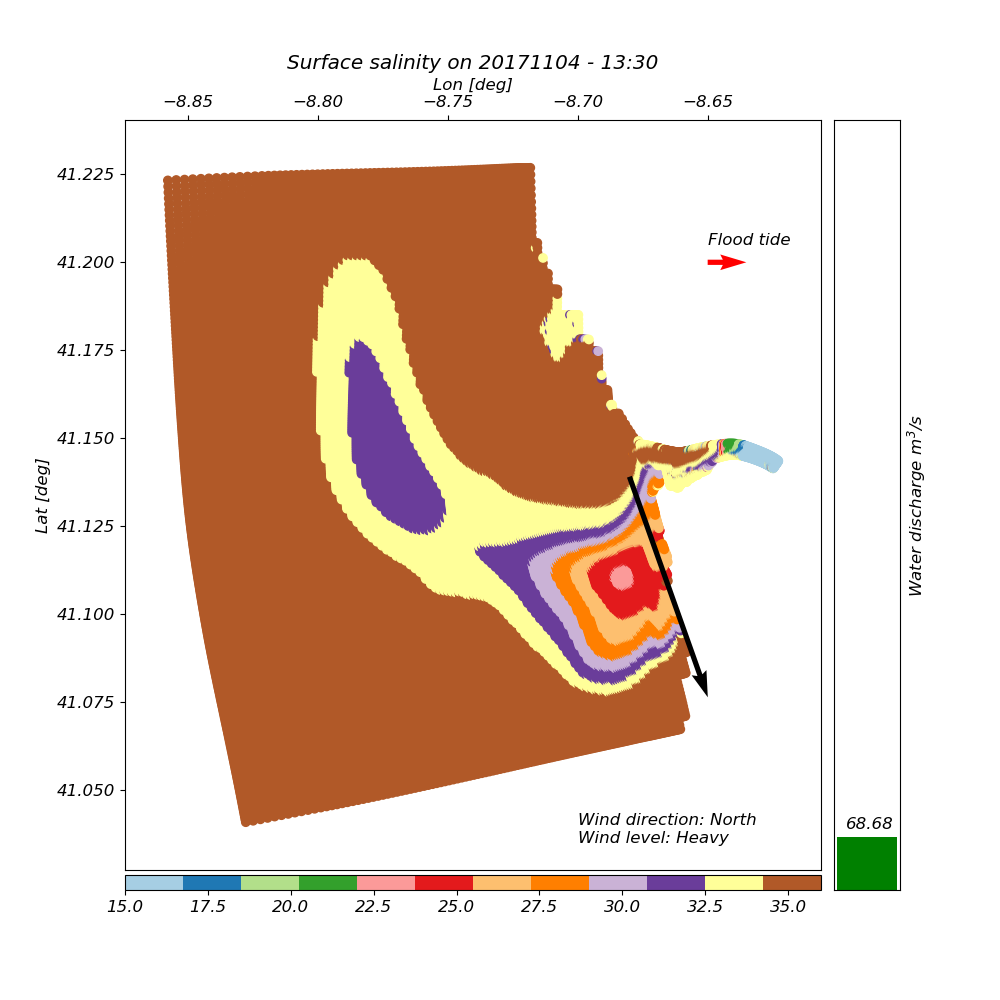 Surface salinity on 20171104 - 13:30
Lon [deg]
−8.85 −8.80 −8.75 −8.70 −8.65
41.225
41.200
41.175
41.150
41.125
41.100
41.075
41.050
Lat [deg]
Flood tide
Wind direction: North
Wind level: Heavy
Water discharge m³/s
68.68
15.0 17.5 20.0 22.5 25.0 27.5 30.0 32.5 35.0